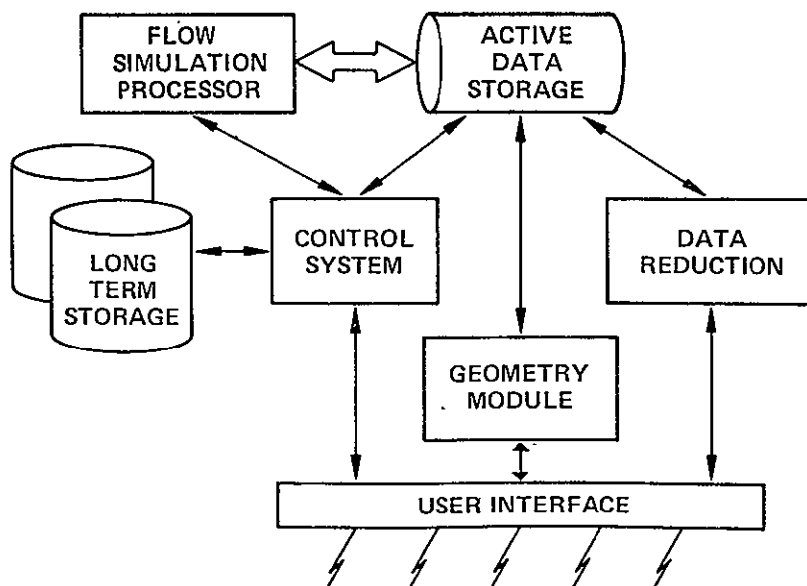 FLOW
SIMULATION
PROCESSOR
ACTIVE
DATA
STORAGE
LONG
TERM
STORAGE
CONTROL
SYSTEM
DATA
REDUCTION
GEOMETRY
MODULE
USER INTERFACE